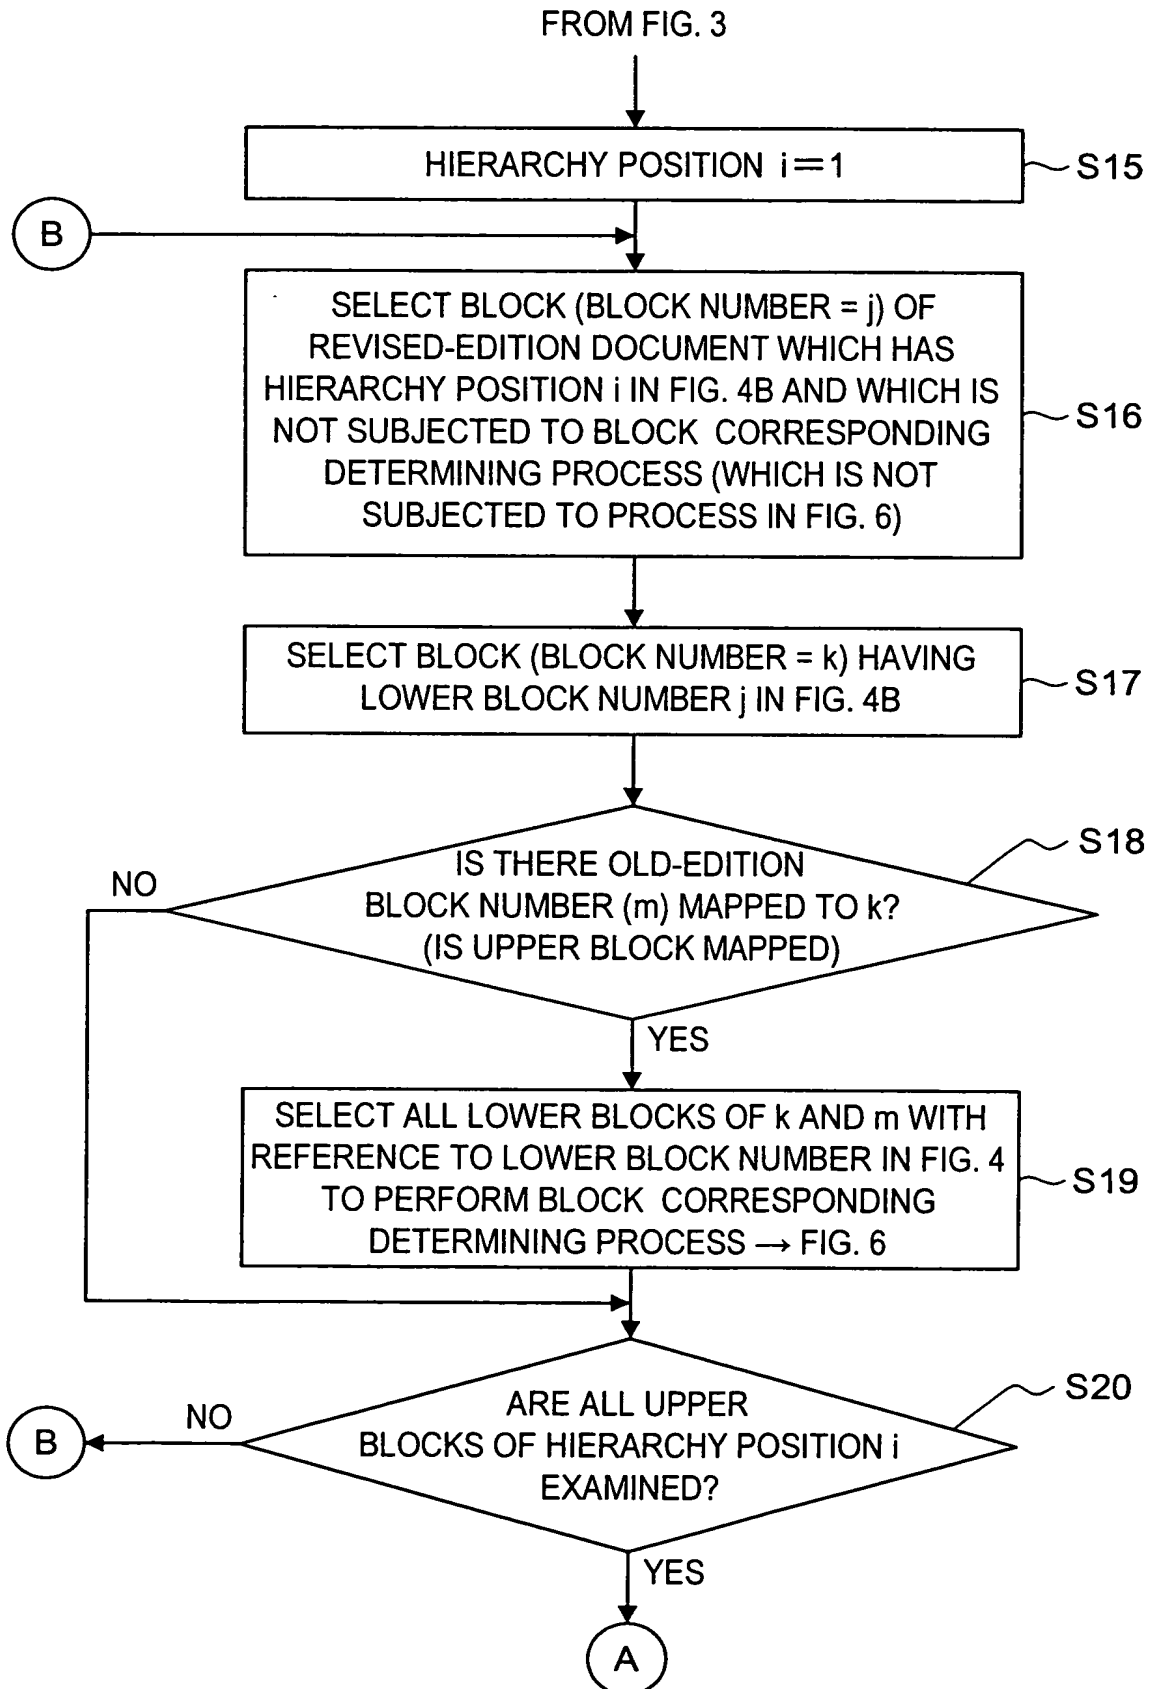 FROM FIG. 3
HIERARCHY POSITION i=1
S15
B
SELECT BLOCK (BLOCK NUMBER = j) OF
REVISED-EDITION DOCUMENT WHICH HAS
HIERARCHY POSITION i IN FIG. 4B AND WHICH IS
NOT SUBJECTED TO BLOCK CORRESPONDING
DETERMINING PROCESS (WHICH IS NOT
SUBJECTED TO PROCESS IN FIG. 6)
S16
SELECT BLOCK (BLOCK NUMBER = k) HAVING
LOWER BLOCK NUMBER j IN FIG. 4B
S17
IS THERE OLD-EDITION
BLOCK NUMBER (m) MAPPED TO k?
(IS UPPER BLOCK MAPPED)
S18
NO
YES
SELECT ALL LOWER BLOCKS OF k AND m WITH
REFERENCE TO LOWER BLOCK NUMBER IN FIG. 4
TO PERFORM BLOCK CORRESPONDING
DETERMINING PROCESS → FIG. 6
S19
ARE ALL UPPER
BLOCKS OF HIERARCHY POSITION i
EXAMINED?
S20
NO
B
YES
A